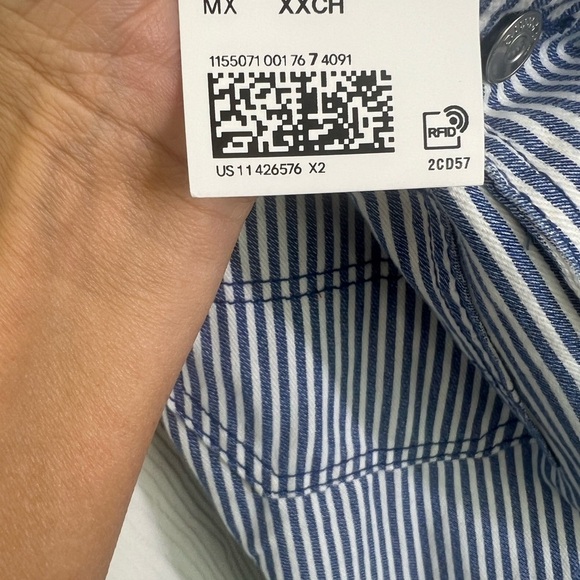 MX XXCH
1155071 001 76 7 4091
RFID
US 11 426576 X2
2CD57